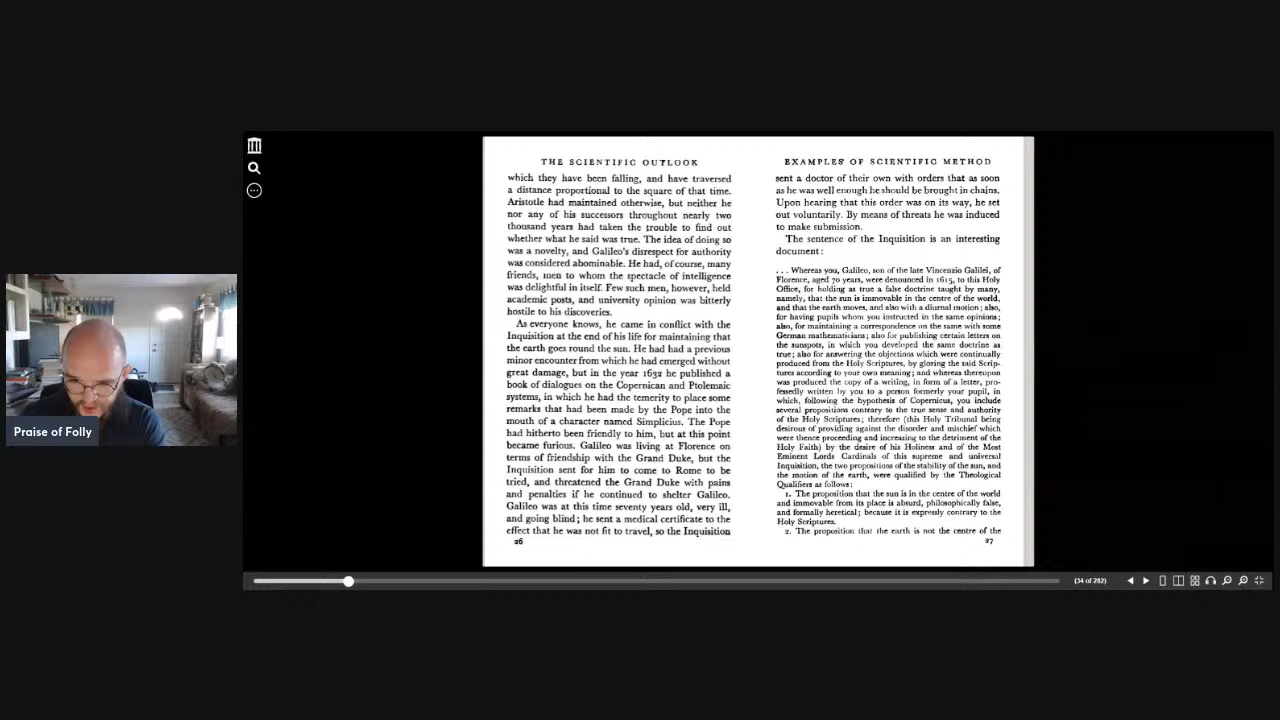 THE SCIENTIFIC OUTLOOK
which they have been falling, and have traversed
a distance proportional to the square of that time.
Aristotle had maintained otherwise, but neither he
nor any of his successors throughout nearly two
thousand years had taken the trouble to find out
whether what he said was true. The idea of doing so
was a novelty, and Galileo's disrespect for authority
was considered abominable. He had, of course, many
friends, men to whom the spectacle of intelligence
was delightful in itself. Few such men, however, held
academic posts, and university opinion was bitterly
hostile to his discoveries.
As everyone knows, he came in conflict with the
Inquisition at the end of his life for maintaining that
the earth goes round the sun. He had had a previous
minor encounter from which he had emerged without
great damage, but in the year 1632 he published a
book of dialogues on the Copernican and Ptolemaic
systems, in which he had the temerity to place some
remarks that had been made by the Pope into the
mouth of a character named Simplicius. The Pope
had hitherto been friendly to him, but at this point
became furious. Galileo was living at Florence on
terms of friendship with the Grand Duke, but the
Inquisition sent for him to come to Rome to be
tried, and threatened the Grand Duke with pains
and penalties if he continued to shelter Galileo.
Galileo was at this time seventy years old, very ill,
and going blind; he sent a medical certificate to the
effect that he was not fit to travel, so the Inquisition
26
EXAMPLES OF SCIENTIFIC METHOD
sent a doctor of their own with orders that as soon
as he was well enough he should be brought in chains.
Upon hearing that this order was on its way, he set
out voluntarily. By means of threats he was induced
to make submission.
The sentence of the Inquisition is an interesting
document:
. . . Whereas you, Galileo, son of the late Vincenzio Galilei, of
Florence, aged 70 years, were denounced in 1615, to this Holy
Office, for holding as true a false doctrine taught by many,
namely, that the sun is immovable in the centre of the world,
and that the earth moves, and also with a diurnal motion; also,
for having pupils whom you instructed in the same opinions;
also, for maintaining a correspondence on the same with some
German mathematicians; also for publishing certain letters on
the sunspots, in which you developed the same doctrine as
true; also for answering the objections which were continually
produced from the Holy Scriptures, by glozing the said Scrip-
tures according to your own meaning; and whereas thereupon
was produced the copy of a writing, in form of a letter, pro-
fessedly written by you to a person formerly your pupil, in
which, following the hypothesis of Copernicus, you include
several propositions contrary to the true sense and authority
of the Holy Scriptures; therefore (this Holy Tribunal being
desirous of providing against the disorder and mischief which
were thence proceeding and increasing to the detriment of the
Holy Faith) by the desire of his Holiness and of the Most
Eminent Lords Cardinals of this supreme and universal
Inquisition, the two propositions of the stability of the sun, and
the motion of the earth, were qualified by the Theological
Qualifiers as follows:
1. The proposition that the sun is in the centre of the world
and immovable from its place is absurd, philosophically false,
and formally heretical; because it is expressly contrary to the
Holy Scriptures.
2. The proposition that the earth is not the centre of the
27
Praise of Folly
(34 of 282)